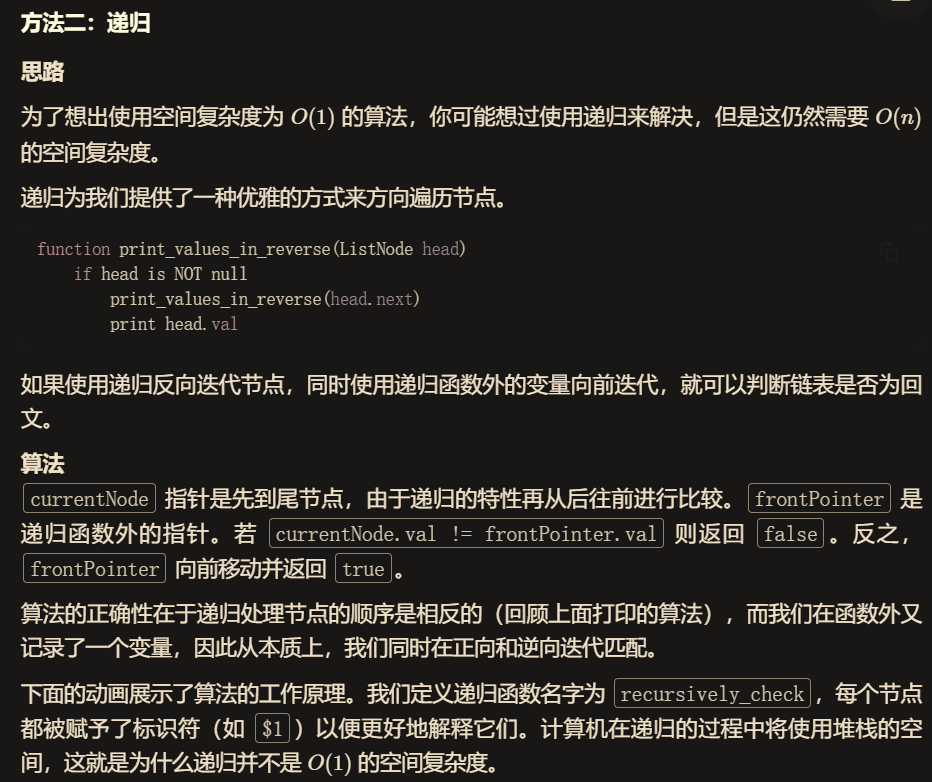 方法二：递归
思路
为了想出使用空间复杂度为 O(1) 的算法，你可能想过使用递归来解决，但是这仍然需要 O(n)
的空间复杂度。
递归为我们提供了一种优雅的方式来方向遍历节点。
function print_values_in_reverse(ListNode head)
    if head is NOT null
        print_values_in_reverse(head.next)
        print head.val
如果使用递归反向迭代节点，同时使用递归函数外的变量向前迭代，就可以判断链表是否为回
文。
算法
currentNode 指针是先到尾节点，由于递归的特性再从后往前进行比较。frontPointer 是
递归函数外的指针。若 currentNode.val != frontPointer.val 则返回 false 。反之，
frontPointer 向前移动并返回 true 。
算法的正确性在于递归处理节点的顺序是相反的（回顾上面打印的算法），而我们在函数外又
记录了一个变量，因此从本质上，我们同时在正向和逆向迭代匹配。
下面的动画展示了算法的工作原理。我们定义递归函数名字为 recursively_check ，每个节点
都被赋予了标识符（如 $1 ）以便更好地解释它们。计算机在递归的过程中将使用堆栈的空
间，这就是为什么递归并不是 O(1) 的空间复杂度。